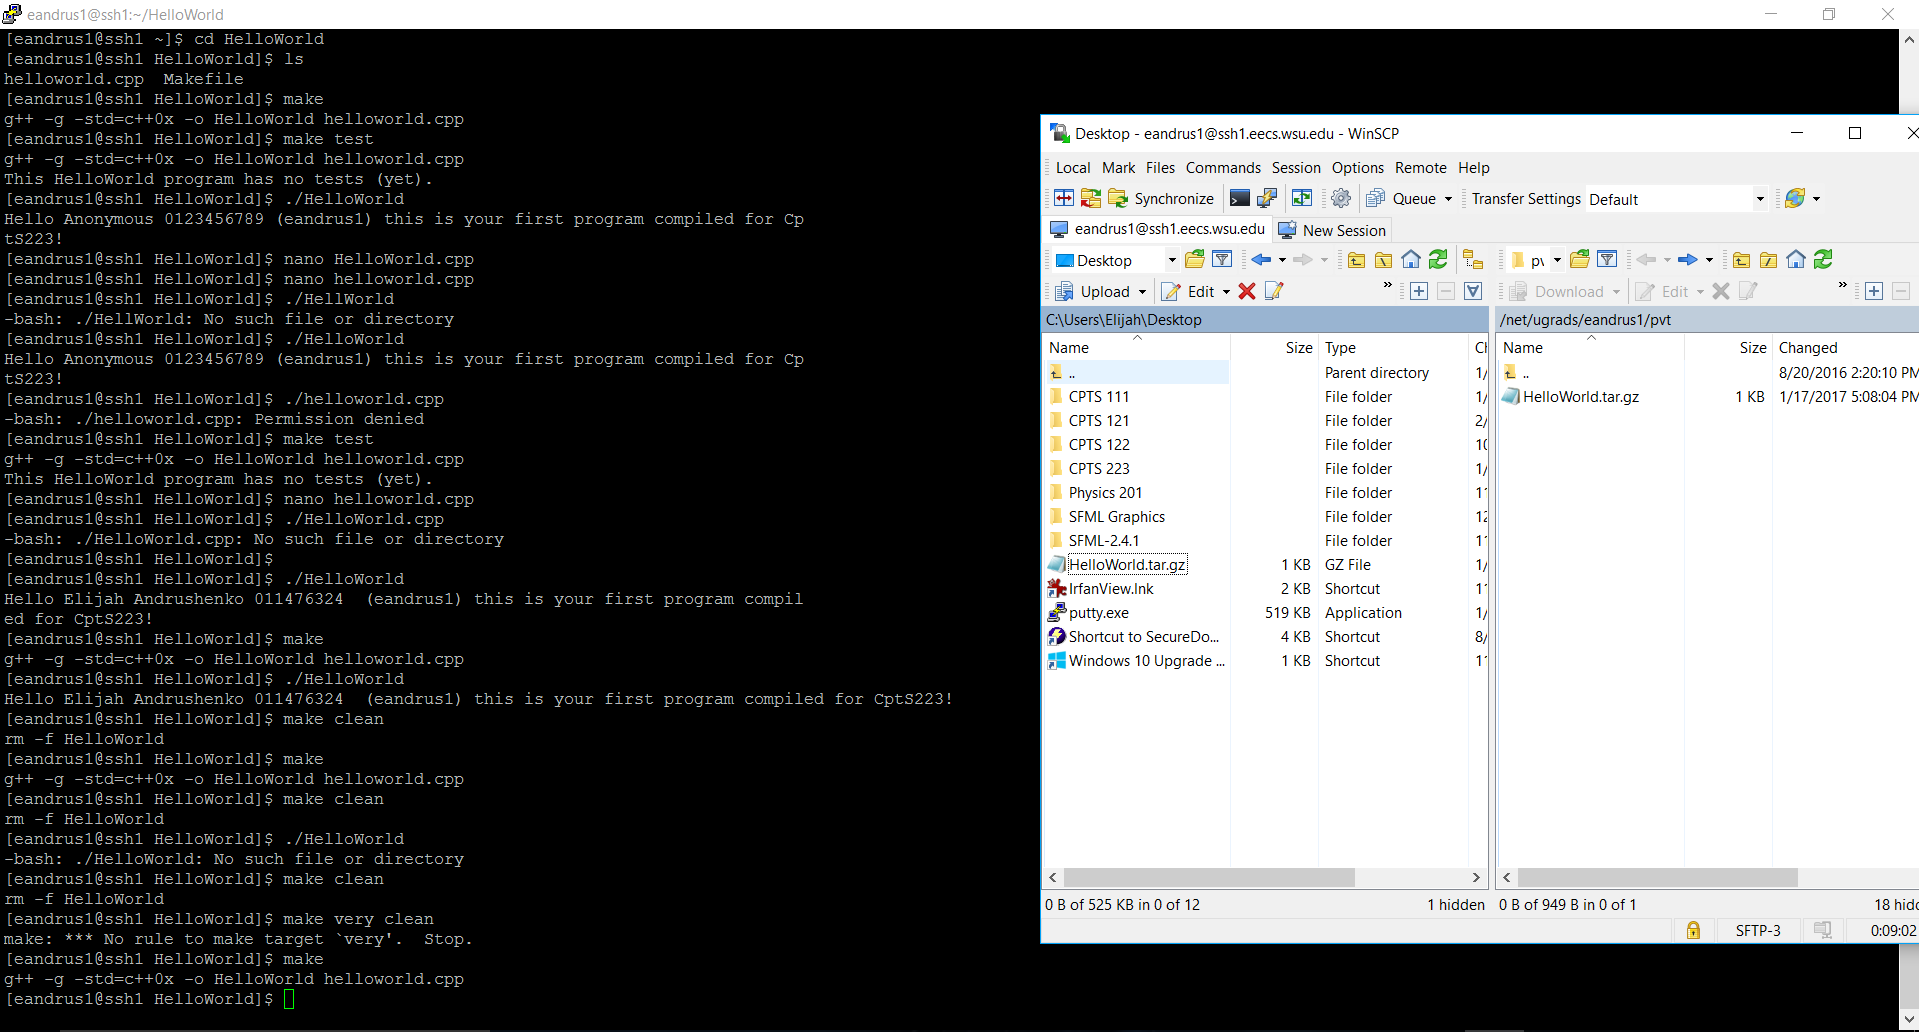 eandrus1@ssh1:~/HelloWorld
[eandrus1@ssh1 ~]$ cd HelloWorld
[eandrus1@ssh1 HelloWorld]$ ls
helloworld.cpp  Makefile
[eandrus1@ssh1 HelloWorld]$ make
g++ -g -std=c++0x -o HelloWorld helloworld.cpp
[eandrus1@ssh1 HelloWorld]$ make test
g++ -g -std=c++0x -o HelloWorld helloworld.cpp
This HelloWorld program has no tests (yet).
[eandrus1@ssh1 HelloWorld]$ ./HelloWorld
Hello Anonymous 0123456789 (eandrus1) this is your first program compiled for Cp
tS223!
[eandrus1@ssh1 HelloWorld]$ nano HelloWorld.cpp
[eandrus1@ssh1 HelloWorld]$ nano helloworld.cpp
[eandrus1@ssh1 HelloWorld]$ ./HellWorld
-bash: ./HellWorld: No such file or directory
[eandrus1@ssh1 HelloWorld]$ ./HelloWorld
Hello Anonymous 0123456789 (eandrus1) this is your first program compiled for Cp
tS223!
[eandrus1@ssh1 HelloWorld]$ ./helloworld.cpp
-bash: ./helloworld.cpp: Permission denied
[eandrus1@ssh1 HelloWorld]$ make test
g++ -g -std=c++0x -o HelloWorld helloworld.cpp
This HelloWorld program has no tests (yet).
[eandrus1@ssh1 HelloWorld]$ nano helloworld.cpp
[eandrus1@ssh1 HelloWorld]$ ./HelloWorld.cpp
-bash: ./HelloWorld.cpp: No such file or directory
[eandrus1@ssh1 HelloWorld]$
[eandrus1@ssh1 HelloWorld]$ ./HelloWorld
Hello Elijah Andrushenko 011476324  (eandrus1) this is your first program compil
ed for CptS223!
[eandrus1@ssh1 HelloWorld]$ make
g++ -g -std=c++0x -o HelloWorld helloworld.cpp
[eandrus1@ssh1 HelloWorld]$ ./HelloWorld
Hello Elijah Andrushenko 011476324  (eandrus1) this is your first program compiled for CptS223!
[eandrus1@ssh1 HelloWorld]$ make clean
rm -f HelloWorld
[eandrus1@ssh1 HelloWorld]$ make
g++ -g -std=c++0x -o HelloWorld helloworld.cpp
[eandrus1@ssh1 HelloWorld]$ make clean
rm -f HelloWorld
[eandrus1@ssh1 HelloWorld]$ ./HelloWorld
-bash: ./HelloWorld: No such file or directory
[eandrus1@ssh1 HelloWorld]$ make clean
rm -f HelloWorld
[eandrus1@ssh1 HelloWorld]$ make very clean
make: *** No rule to make target `very'.  Stop.
[eandrus1@ssh1 HelloWorld]$ make
g++ -g -std=c++0x -o HelloWorld helloworld.cpp
[eandrus1@ssh1 HelloWorld]$
Desktop - eandrus1@ssh1.eecs.wsu.edu - WinSCP
Local Mark Files Commands Session Options Remote Help
Synchronize Queue Transfer Settings Default
eandrus1@ssh1.eecs.wsu.edu New Session
Desktop pv
Upload Edit » Download Edit »
C:\Users\Elijah\Desktop /net/ugrads/eandrus1/pvt
Name Size Type Name Size Changed
.. Parent directory 1/ .. 8/20/2016 2:20:10 PM
CPTS 111 File folder 1/ HelloWorld.tar.gz 1 KB 1/17/2017 5:08:04 PM
CPTS 121 File folder 2/
CPTS 122 File folder 10
CPTS 223 File folder 1/
Physics 201 File folder 11
SFML Graphics File folder 12
SFML-2.4.1 File folder 11
HelloWorld.tar.gz 1 KB GZ File 1/
IrfanView.lnk 2 KB Shortcut 11
putty.exe 519 KB Application 1/
Shortcut to SecureDo... 4 KB Shortcut 8/
Windows 10 Upgrade ... 1 KB Shortcut 11
0 B of 525 KB in 0 of 12 1 hidden 0 B of 949 B in 0 of 1 18 hidd
SFTP-3 0:09:02